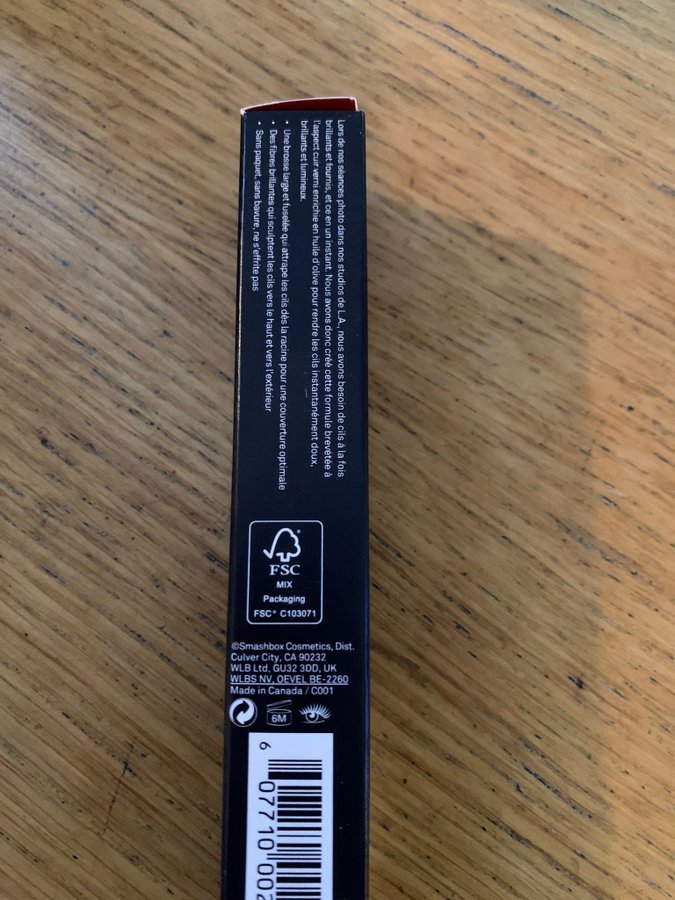 Lors de nos séances photo dans nos studios de L.A., nous avons besoin de cils à la fois
brillants et fournis, et ce en un instant. Nous avons donc créé cette formule brevetée à
l'aspect cuir verni enrichie en huile d'olive pour rendre les cils instantanément doux,
brillants et lumineux.
• Une brosse large et fuselée qui attrape les cils dès la racine pour une couverture optimale
• Des fibres brillantes qui sculptent les cils vers le haut et vers l'extérieur
• Sans paquet, sans bavure, ne s'effrite pas
FSC
MIX
Packaging
FSC® C103071
©Smashbox Cosmetics, Dist.
Culver City, CA 90232
WLB Ltd, GU32 3DD, UK
WLBS NV, OEVEL BE-2260
Made in Canada / C001
6M
6 07710 002